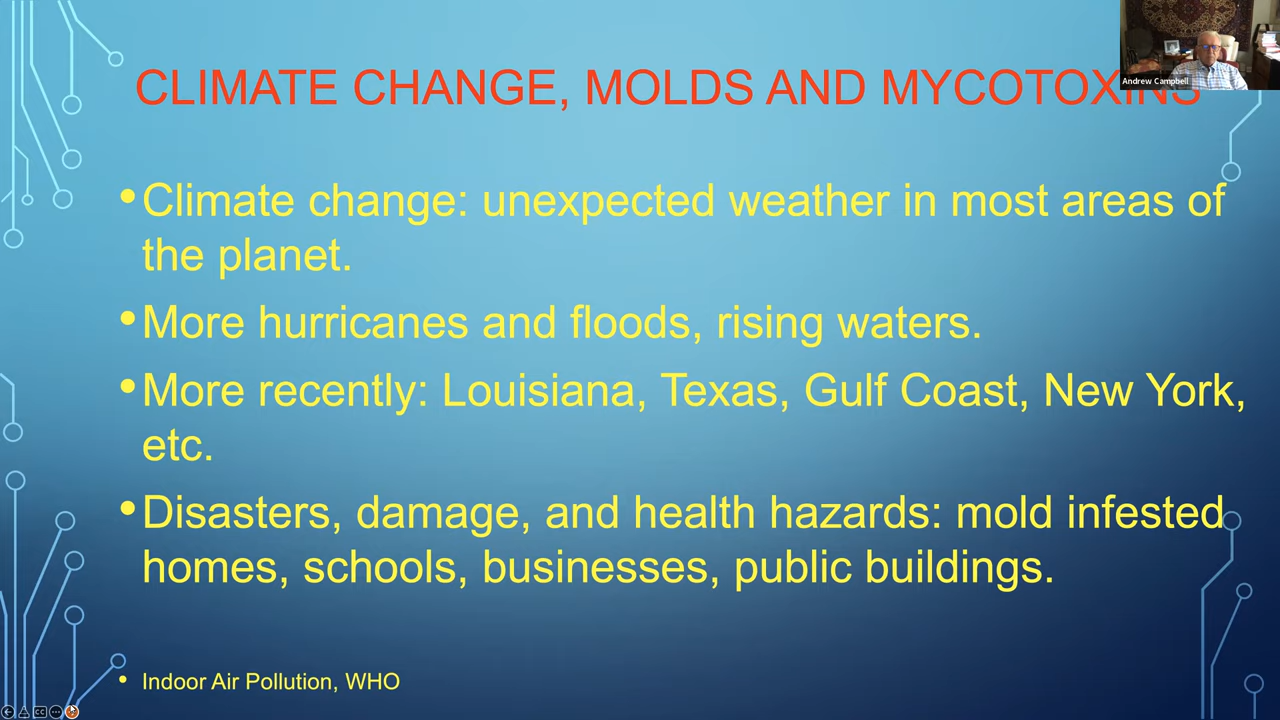 CLIMATE CHANGE, MOLDS AND MYCOTOXINS
Andrew Campbell
•Climate change: unexpected weather in most areas of
the planet.
•More hurricanes and floods, rising waters.
•More recently: Louisiana, Texas, Gulf Coast, New York,
etc.
•Disasters, damage, and health hazards: mold infested
homes, schools, businesses, public buildings.
• Indoor Air Pollution, WHO